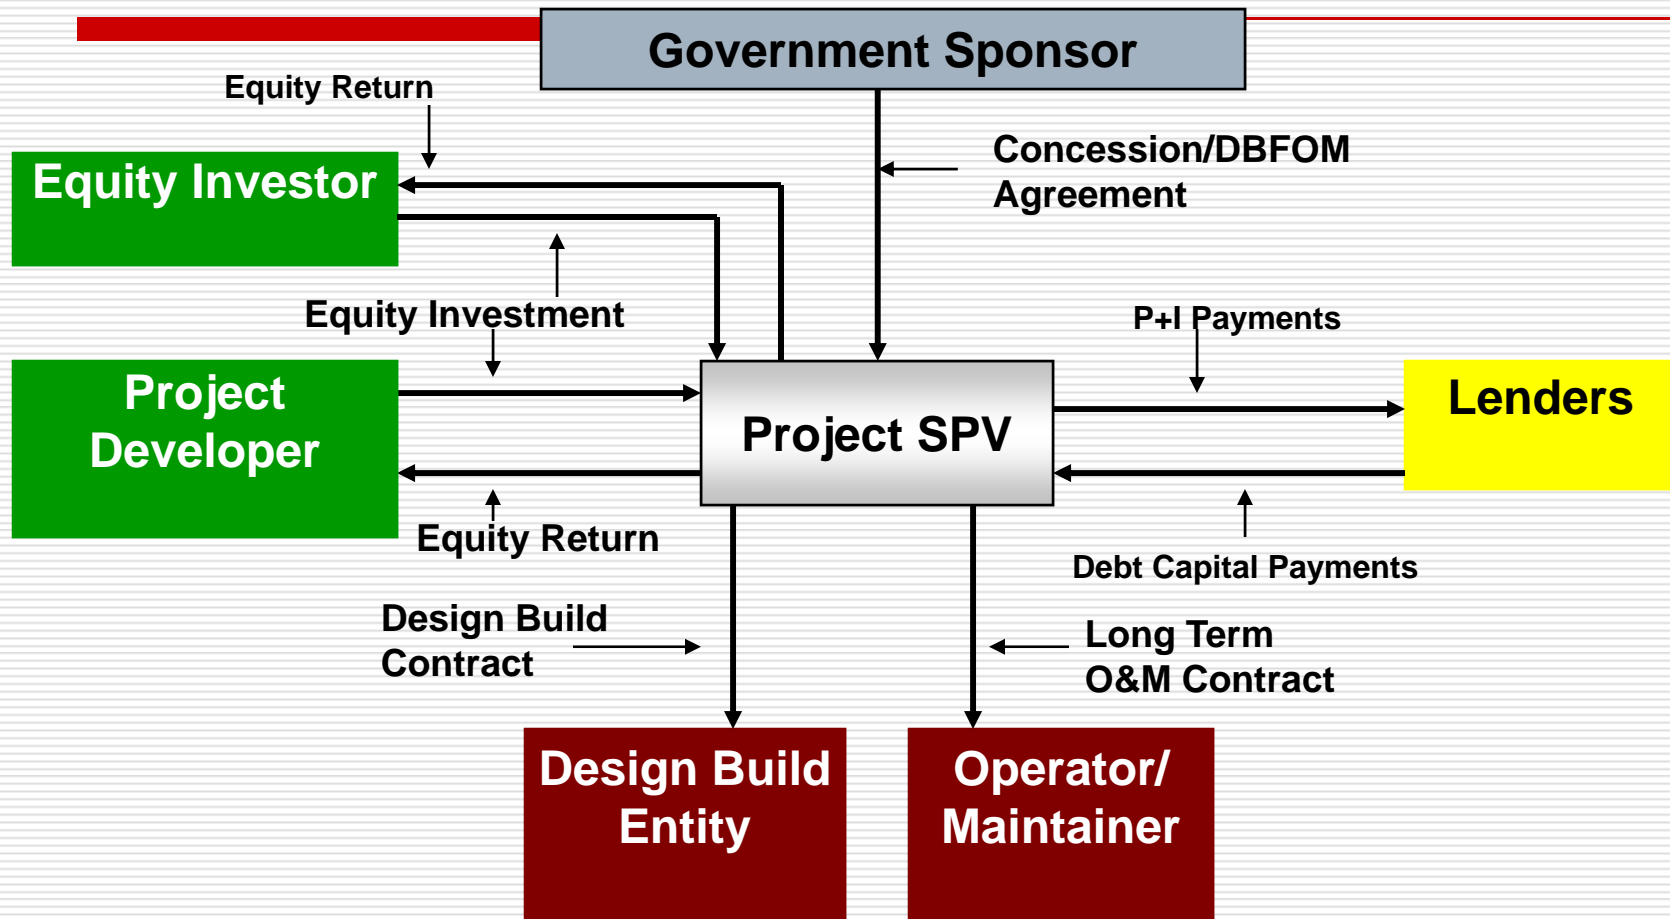 Government Sponsor
Equity Return
Equity Investor
Concession/DBFOM
Agreement
Equity Investment
P+I Payments
Project
Developer
Project SPV
Lenders
Equity Return
Debt Capital Payments
Design Build
Contract
Long Term
O&M Contract
Design Build
Entity
Operator/
Maintainer